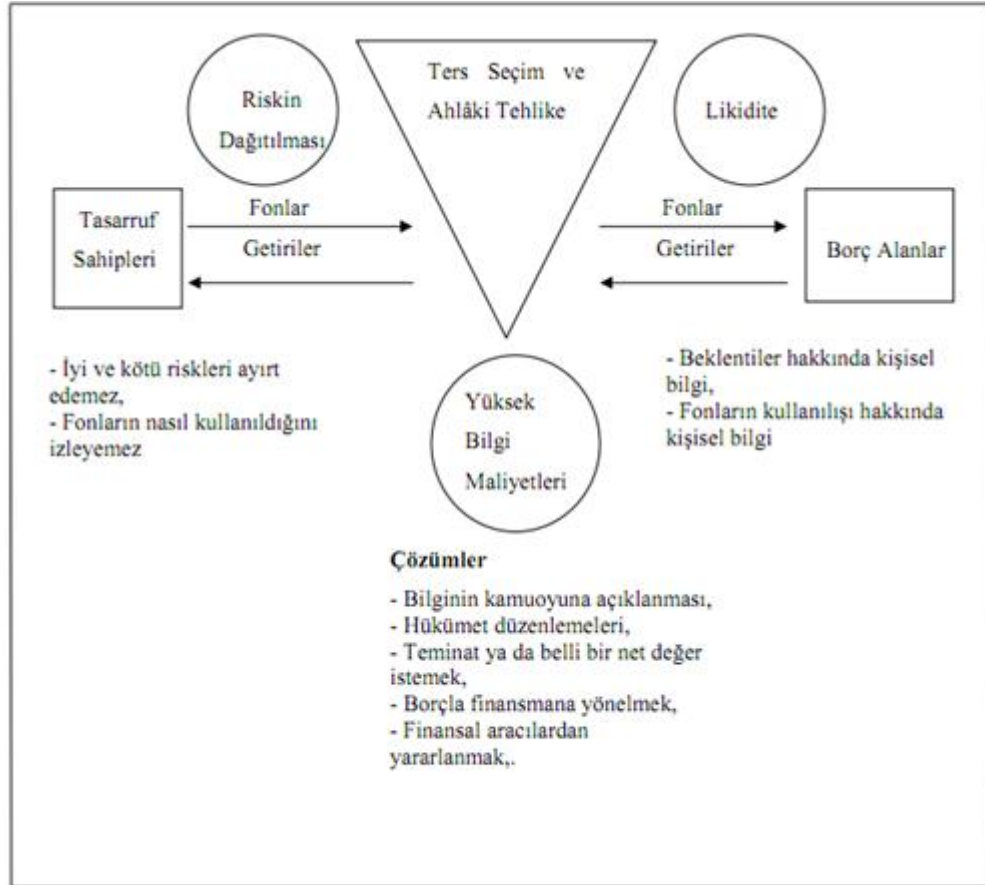 Riskin
Dağıtılması
Ters Seçim ve
Ahlâki Tehlike
Likidite
Tasarruf
Sahipleri
Fonlar
Getiriler
Fonlar
Getiriler
Borç Alanlar
- İyi ve kötü riskleri ayırt
edemez,
- Fonların nasıl kullanıldığını
izleyemez
Yüksek
Bilgi
Maliyetleri
- Beklentiler hakkında kişisel
bilgi,
- Fonların kullanılışı hakkında
kişisel bilgi
Çözümler
- Bilginin kamuoyuna açıklanması,
- Hükümet düzenlemeleri,
- Teminat ya da belli bir net değer
istemek,
- Borçla finansmana yönelmek,
- Finansal aracılardan
yararlanmak,.